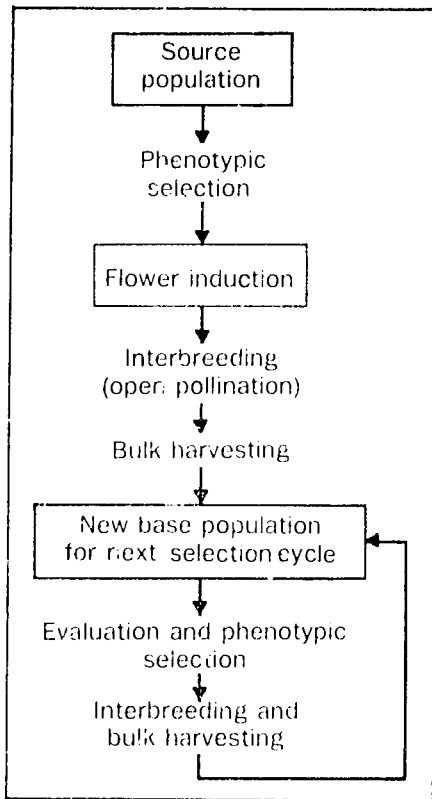 Source
population
Phenotypic
selection
Flower induction
Interbreeding
(open pollination)
Bulk harvesting
New base population
for next selection cycle
Evaluation and phenotypic
selection
Interbreeding and
bulk harvesting